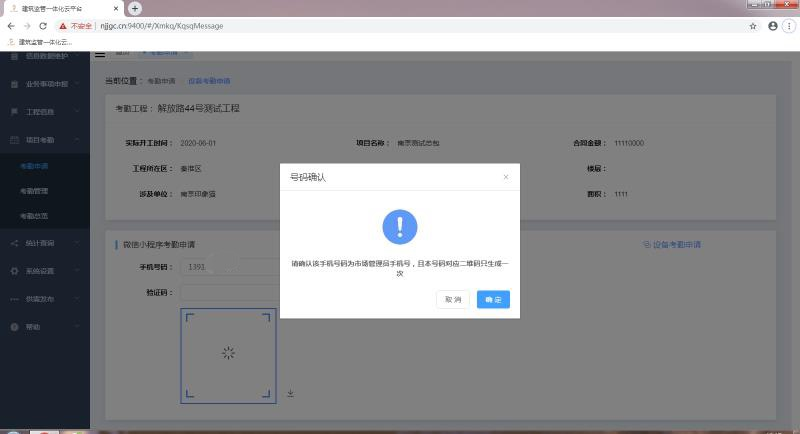 建筑监管一体化云平台
不安全 | njjgc.cn:9400/#/Xmkq/KqsqMessage
建筑监管一体化云...
信息数据维护
首页
考勤申请
业务事项申报
工程信息
项目考勤
考勤申请
考勤管理
考勤总览
统计查询
系统设置
供需发布
帮助
当前位置： 考勤申请 设备考勤申请
考勤工程： 解放路44号测试工程
实际开工时间： 2020-06-01 项目名称： 南京测试总包 合同金额： 11110000
工程所在区： 秦淮区 楼层：
涉及单位： 南京印象 面积： 1111
微信小程序考勤申请 设备考勤申请
手机号码： 1391
验证码：
号码确认
请确认该手机号码为市场管理员手机号，且本号码对应二维码只生成一
次
取消 确定